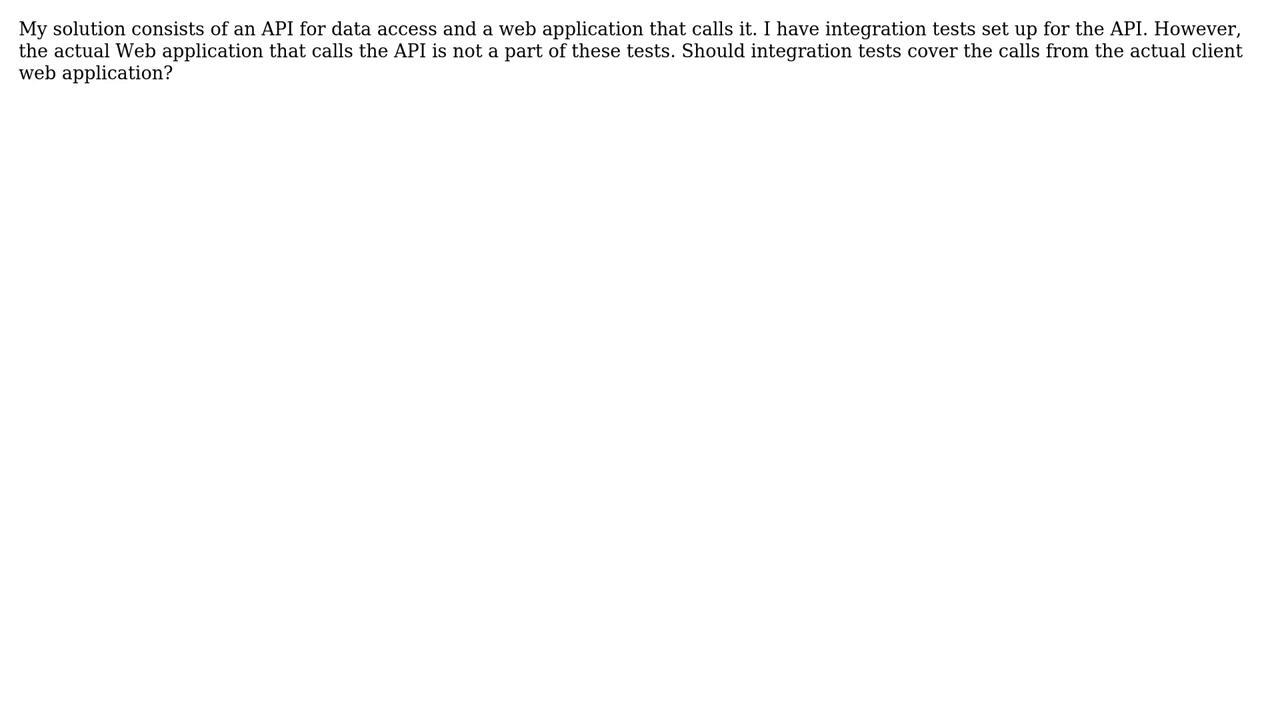 My solution consists of an API for data access and a web application that calls it. I have integration tests set up for the API. However,
the actual Web application that calls the API is not a part of these tests. Should integration tests cover the calls from the actual client
web application?